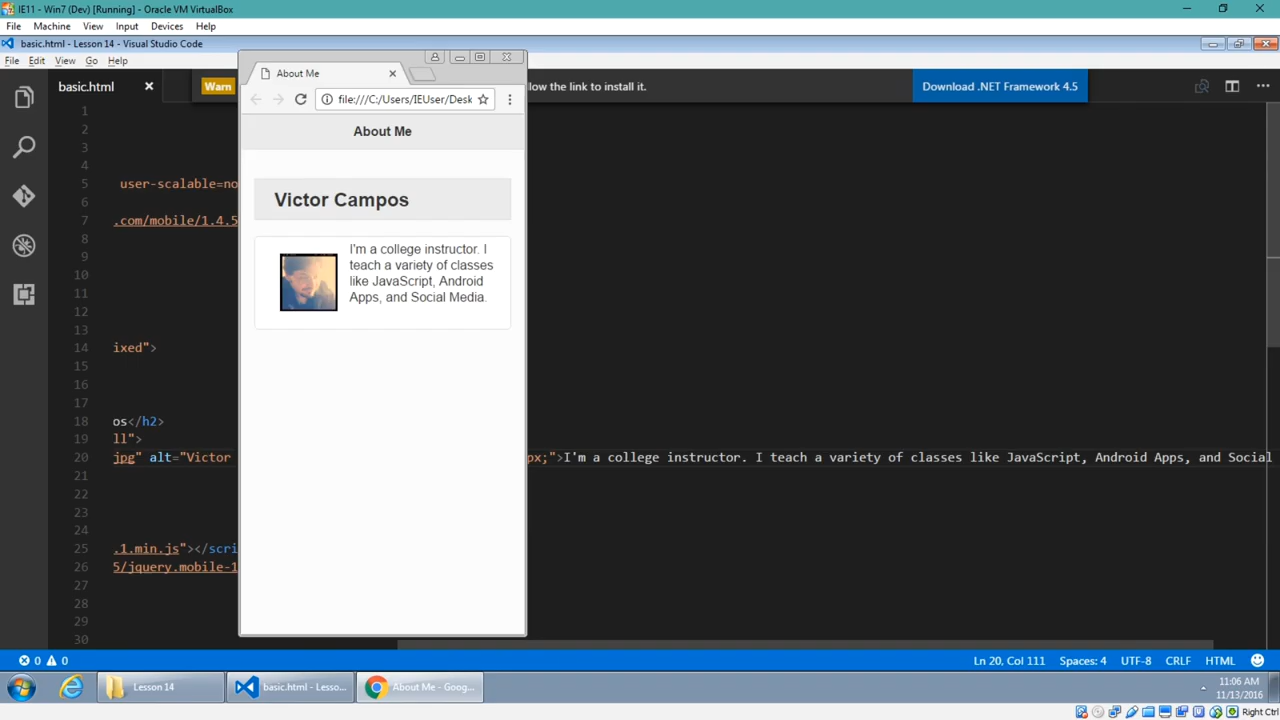 IE11 - Win7 (Dev) [Running] - Oracle VM VirtualBox
File Machine View Input Devices Help
basic.html - Lesson 14 - Visual Studio Code
File Edit View Go Help
basic.html
Warn
llow the link to install it.
Download .NET Framework 4.5
About Me
file:///C:/Users/IEUser/Desk
About Me
Victor Campos
I'm a college instructor. I
teach a variety of classes
like JavaScript, Android
Apps, and Social Media.
1
2
3
4
5 user-scalable=no
6
7 .com/mobile/1.4.5
8
9
10
11
12
13
14 ixed">
15
16
17
18 os</h2>
19 ll">
20 jpg" alt="Victor px;">I'm a college instructor. I teach a variety of classes like JavaScript, Android Apps, and Social
21
22
23
24
25 .1.min.js"></scri
26 5/jquery.mobile-1
27
28
29
30
0 0
Ln 20, Col 111 Spaces: 4 UTF-8 CRLF HTML
Lesson 14
basic.html - Lesso...
About Me - Goog...
11:06 AM
11/13/2016
Right Ctrl